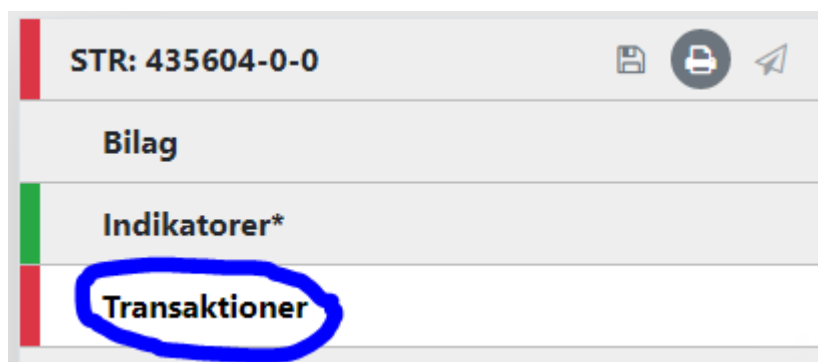 STR: 435604-0-0
Bilag
Indikatorer*
Transaktioner